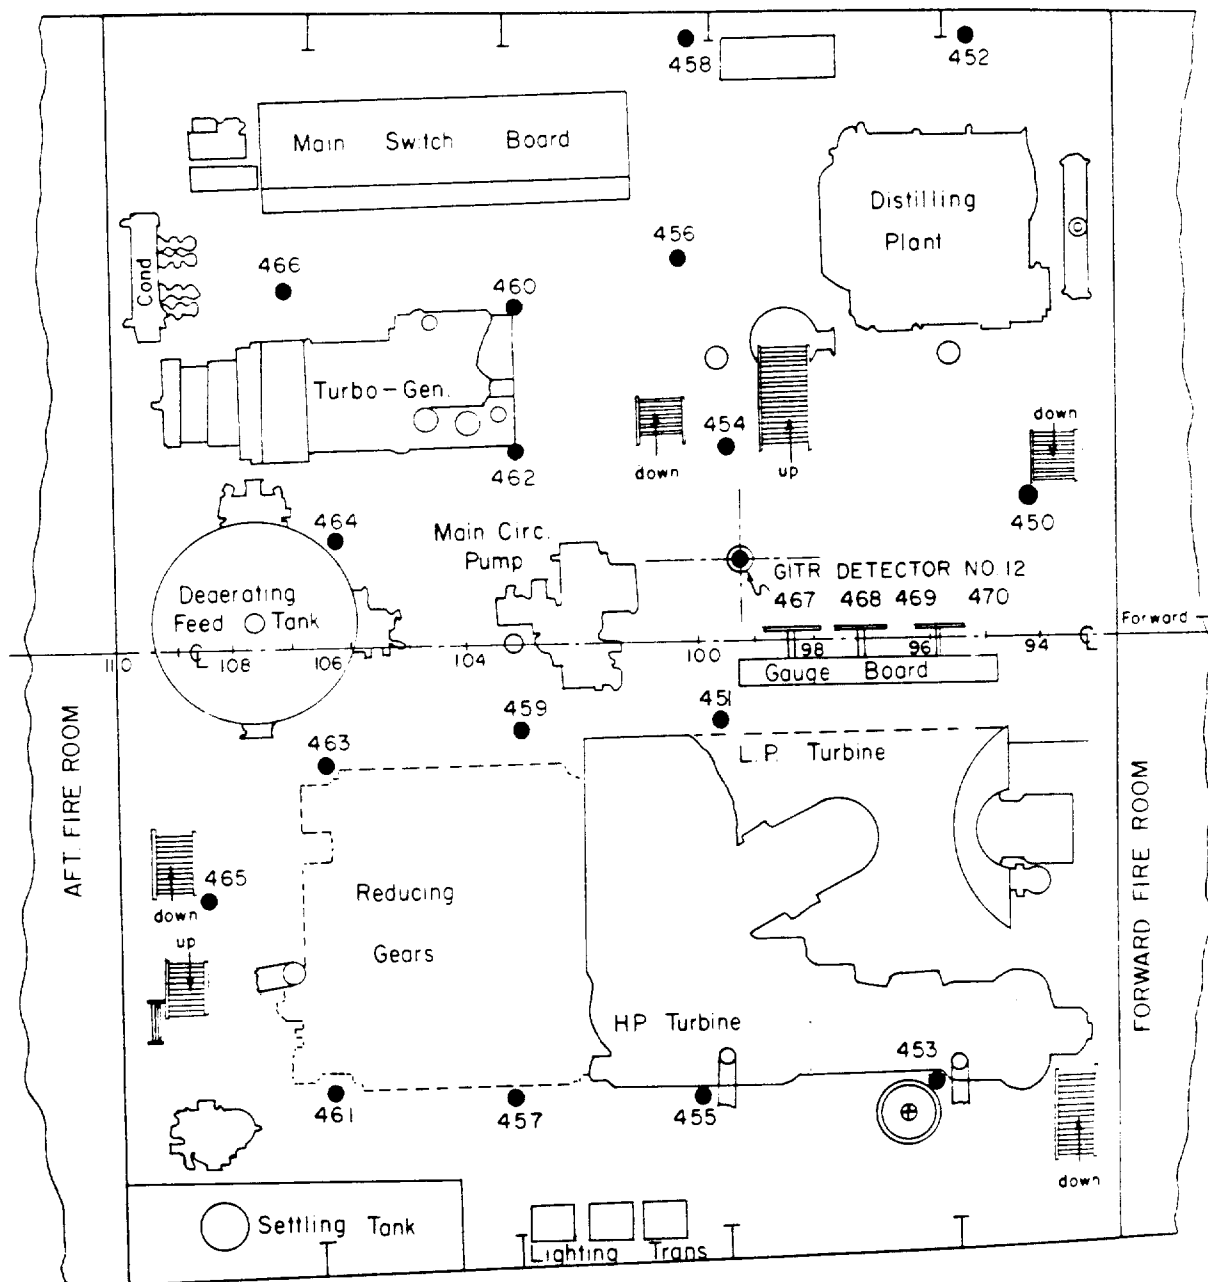 458
452
Main Switch Board
Distilling
Plant
456
Cond
466
460
Turbo-Gen.
454
down
up
down
462
450
464
Main Circ.
Pump
GITR DETECTOR NO. 12
467 468 469 470
Deaerating
Feed Tank
Forward
110 ℄ 108 106 104 100 98 96 94 ℄
Gauge Board
459
451
463
L.P. Turbine
AFT. FIRE ROOM
FORWARD FIRE ROOM
465
down
up
Reducing
Gears
HP Turbine
453
461
457
455
down
Settling Tank
Lighting Trans